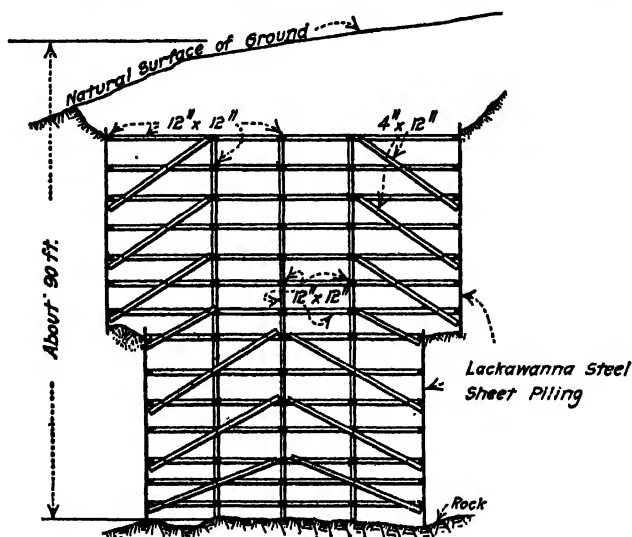 Natural Surface of Ground
12" x 12"
4" x 12"
12" x 12"
About 90 ft.
Lackawanna Steel
Sheet Piling
Rock